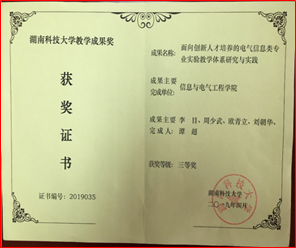 湖南科技大学教学成果奖
获奖证书
证书编号：2019035
成果名称：面向创新人才培养的电气信息类专
业实验教学体系研究与实践
成果主要
完成单位：信息与电气工程学院
成果主要
完成人：李目、周少武、欧青立、刘朝华、
谭超
获奖等级：三等奖
湖南科技大学
二〇一九年四月